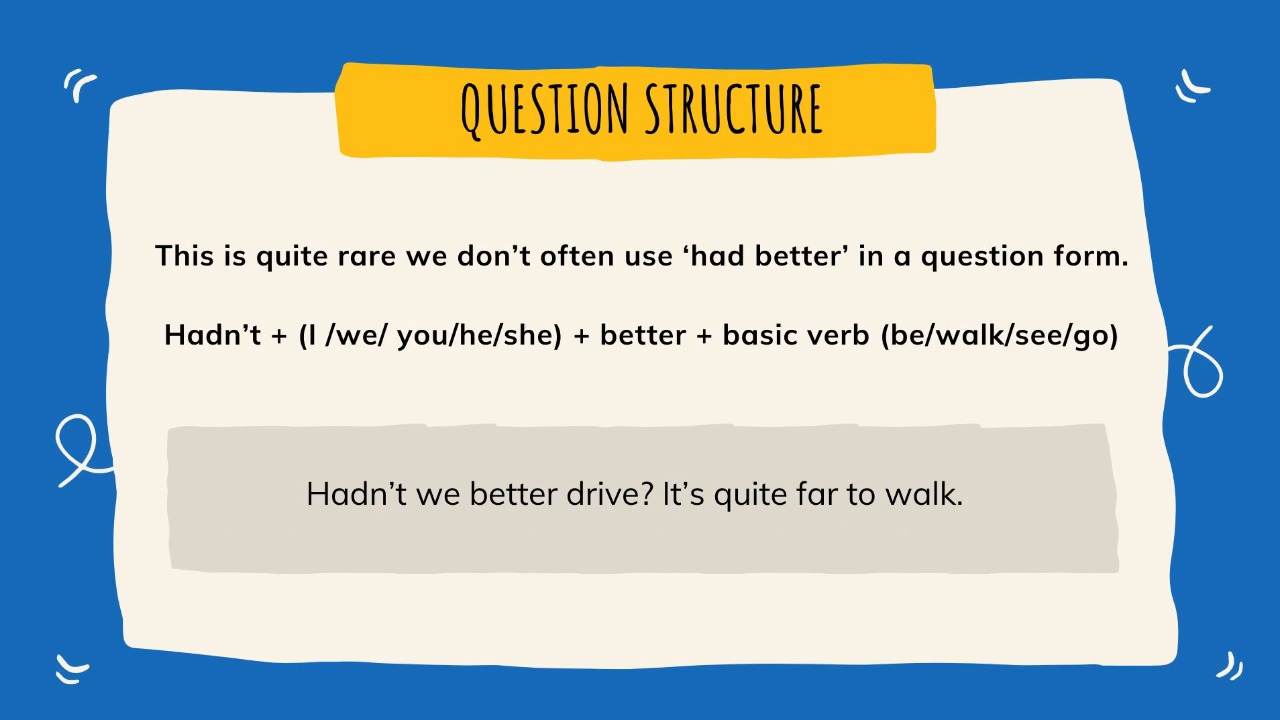 QUESTION STRUCTURE
This is quite rare we don’t often use ‘had better’ in a question form.
Hadn’t + (I /we/ you/he/she) + better + basic verb (be/walk/see/go)
Hadn’t we better drive? It’s quite far to walk.